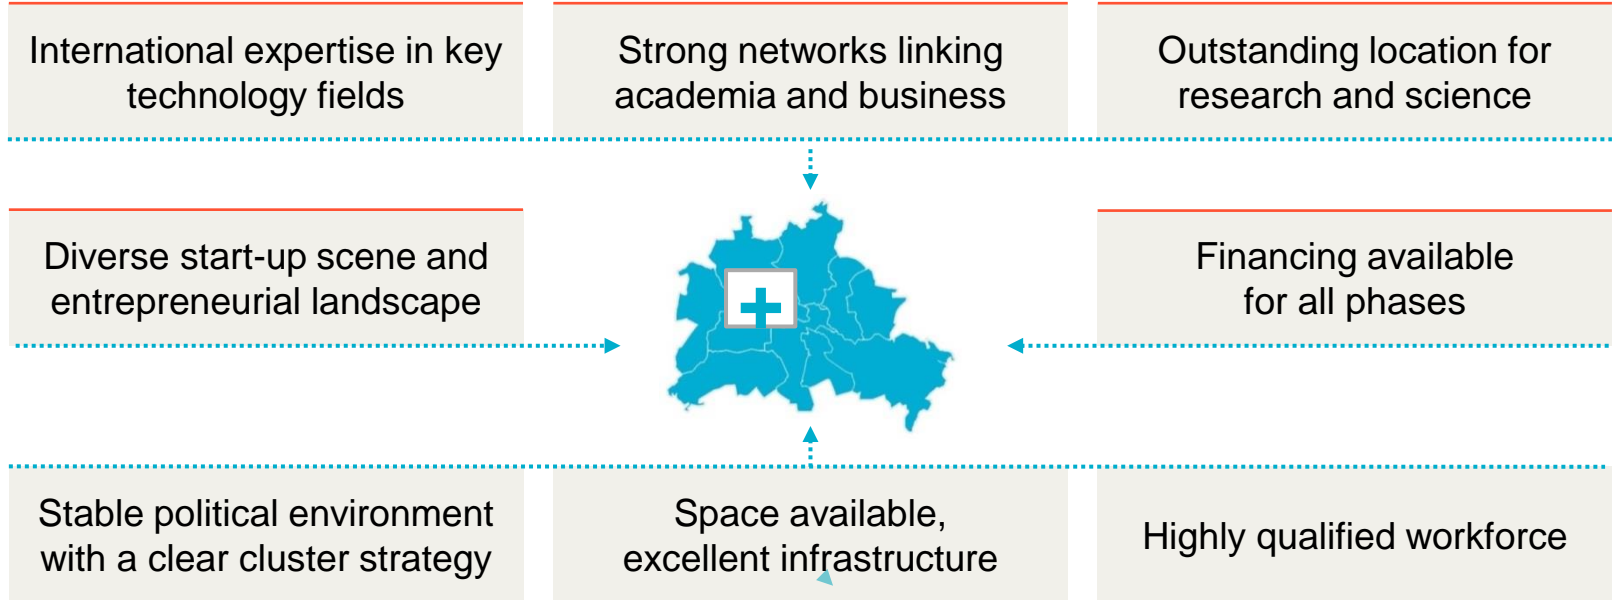 International expertise in key
technology fields
Strong networks linking
academia and business
Outstanding location for
research and science
Diverse start-up scene and
entrepreneurial landscape
+
Financing available
for all phases
Stable political environment
with a clear cluster strategy
Space available,
excellent infrastructure
Highly qualified workforce